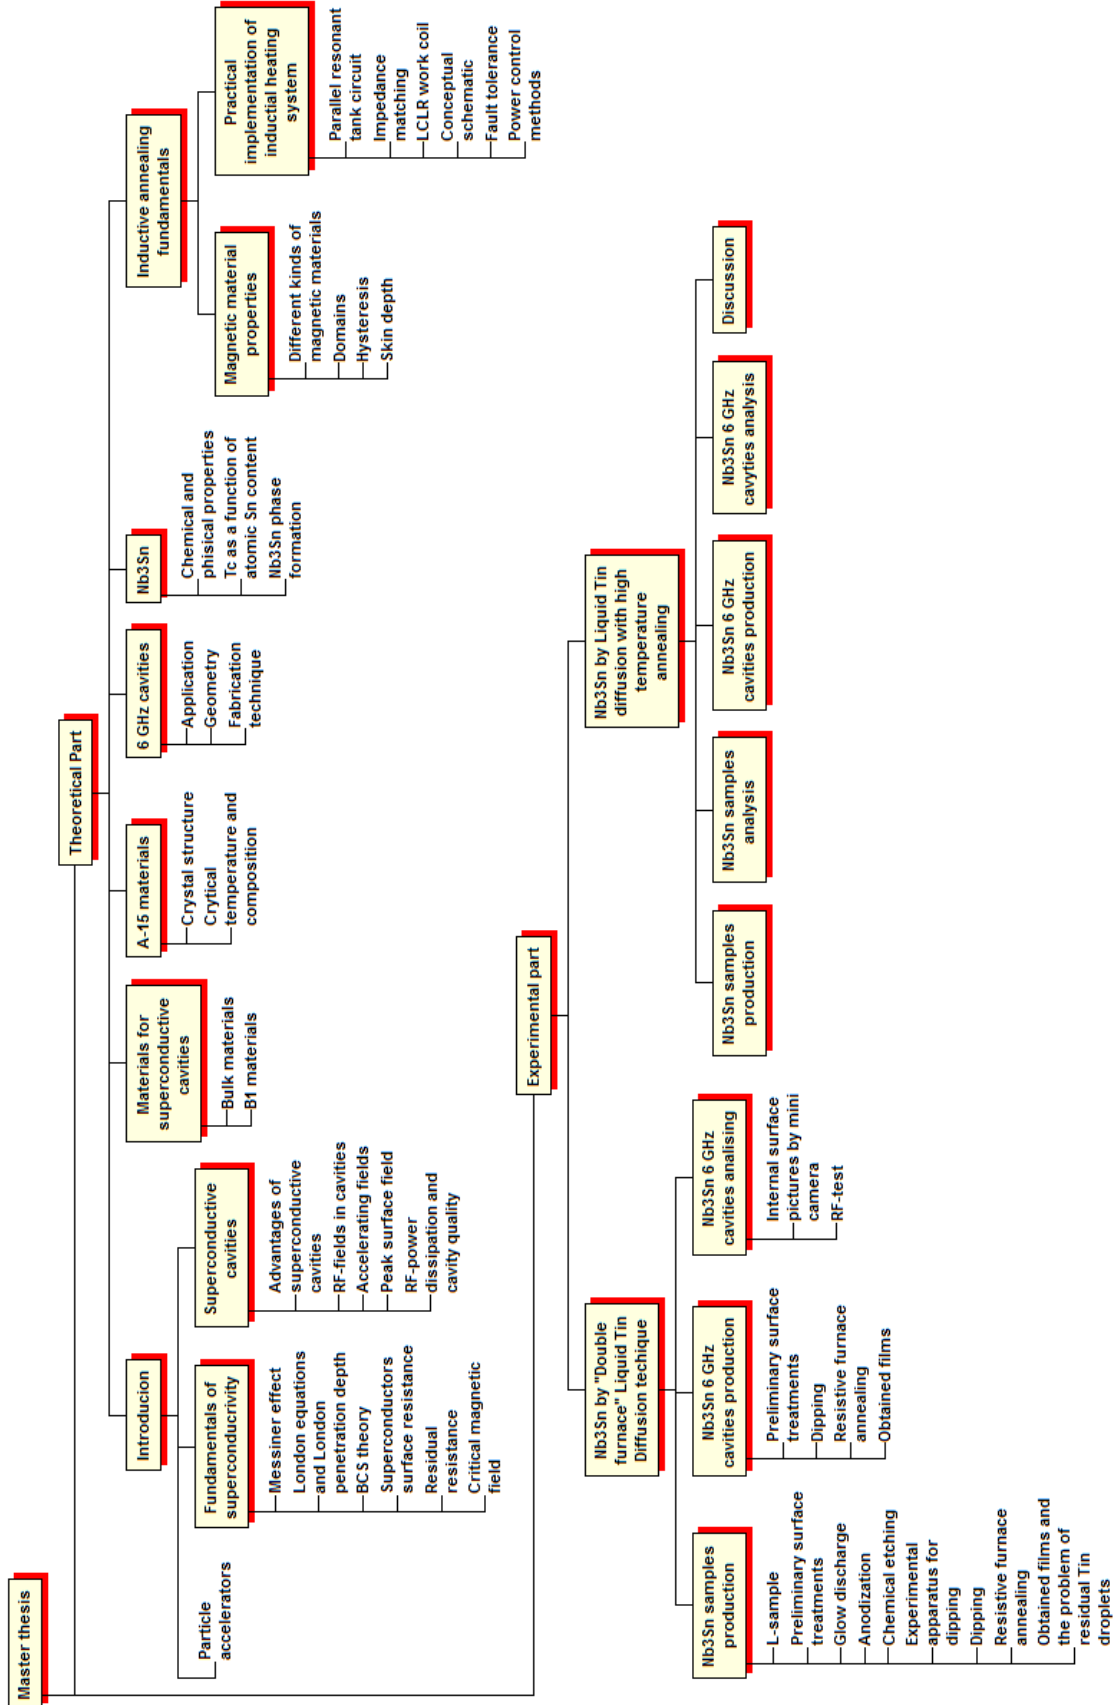 Master thesis
Theoretical Part
Introducion
Particle
accelerators
Fundamentals of
superconducrivity
Messiner effect
London equations
and London
penetration depth
BCS theory
Superconductors
surface resistance
Residual
resistance
Critical magnetic
field
Superconductive
cavities
Advantages of
superconductive
cavities
RF-fields in cavities
Accelerating fields
Peak surface field
RF-power
dissipation and
cavity quality
Materials for
superconductive
cavities
Bulk materials
B1 materials
A-15 materials
Crystal structure
Crytical
temperature and
composition
6 GHz cavities
Application
Geometry
Fabrication
technique
Nb3Sn
Chemical and
phisical properties
Tc as a function of
atomic Sn content
Nb3Sn phase
formation
Inductive annealing
fundamentals
Magnetic material
properties
Different kinds of
magnetic materials
Domains
Hysteresis
Skin depth
Practical
implementation of
inductial heating
system
Parallel resonant
tank circuit
Impedance
matching
LCLR work coil
Conceptual
schematic
Fault tolerance
Power control
methods
Experimental part
Nb3Sn by "Double
furnace" Liquid Tin
Diffusion techique
Nb3Sn samples
production
L-sample
Preliminary surface
treatments
Glow discharge
Anodization
Chemical etching
Experimental
apparatus for
dipping
Dipping
Resistive furnace
annealing
Obtained films and
the problem of
residual Tin
droplets
Nb3Sn 6 GHz
cavities production
Preliminary surface
treatments
Dipping
Resistive furnace
annealing
Obtained films
Nb3Sn 6 GHz
cavities analising
Internal surface
pictures by mini
camera
RF-test
Nb3Sn by Liquid Tin
diffusion with high
temperature
annealing
Nb3Sn samples
production
Nb3Sn samples
analysis
Nb3Sn 6 GHz
cavities production
Nb3Sn 6 GHz
cavyties analysis
Discussion